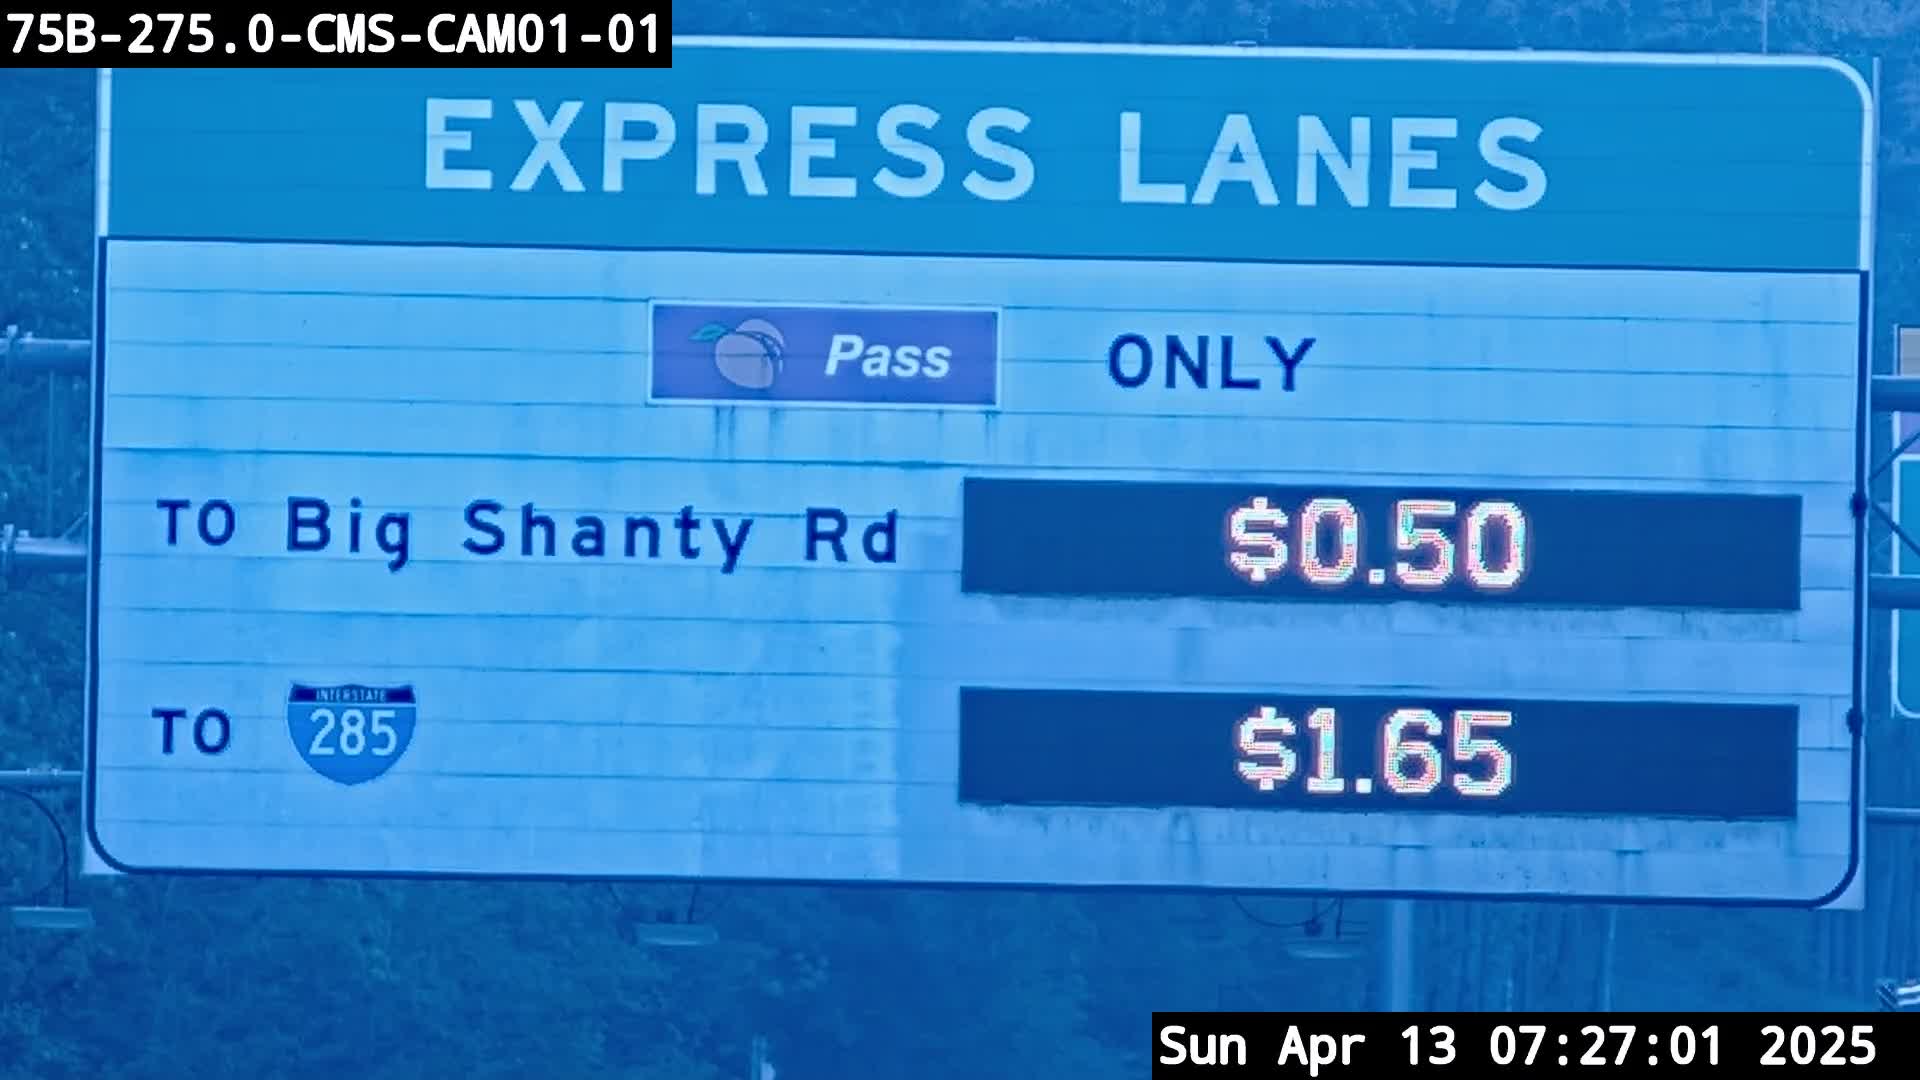 75B-275.0-CMS-CAM01-01
EXPRESS LANES
Pass ONLY
TO Big Shanty Rd $0.50
INTERSTATE
TO 285 $1.65
Sun Apr 13 07:27:01 2025